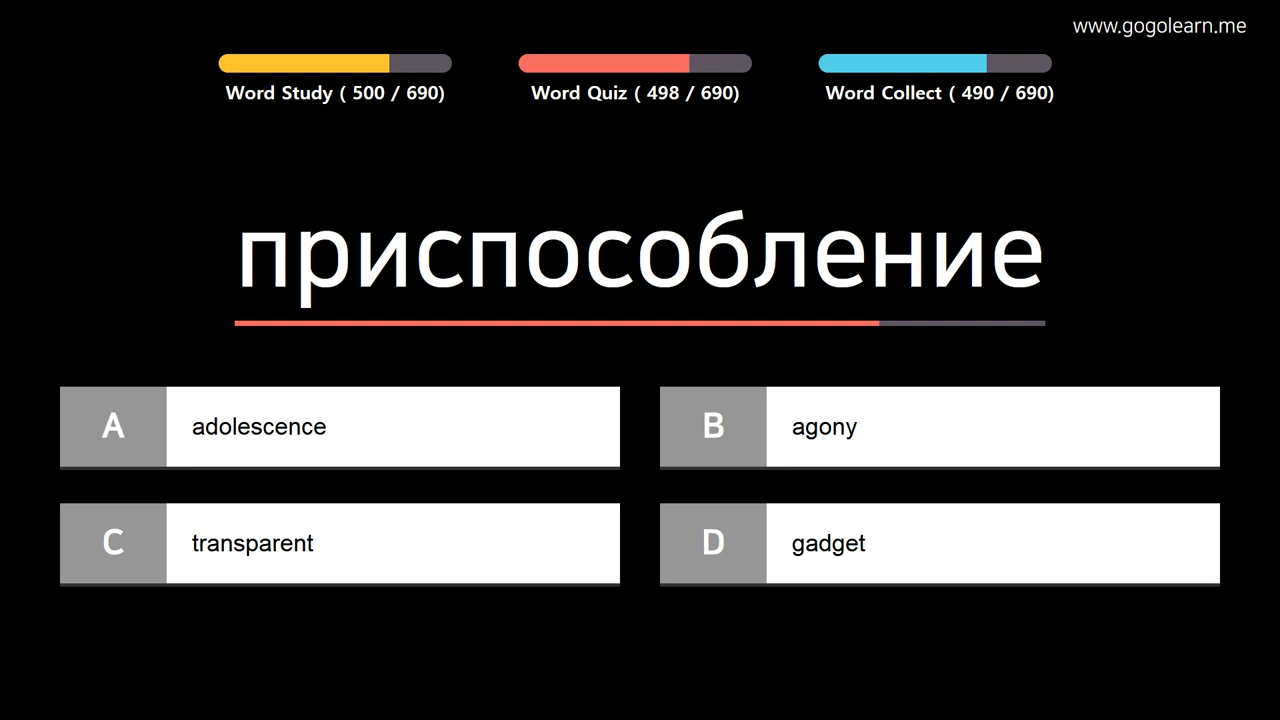 www.gogolearn.me
Word Study ( 500 / 690)
Word Quiz ( 498 / 690)
Word Collect ( 490 / 690)
приспособление
A
adolescence
B
agony
C
transparent
D
gadget